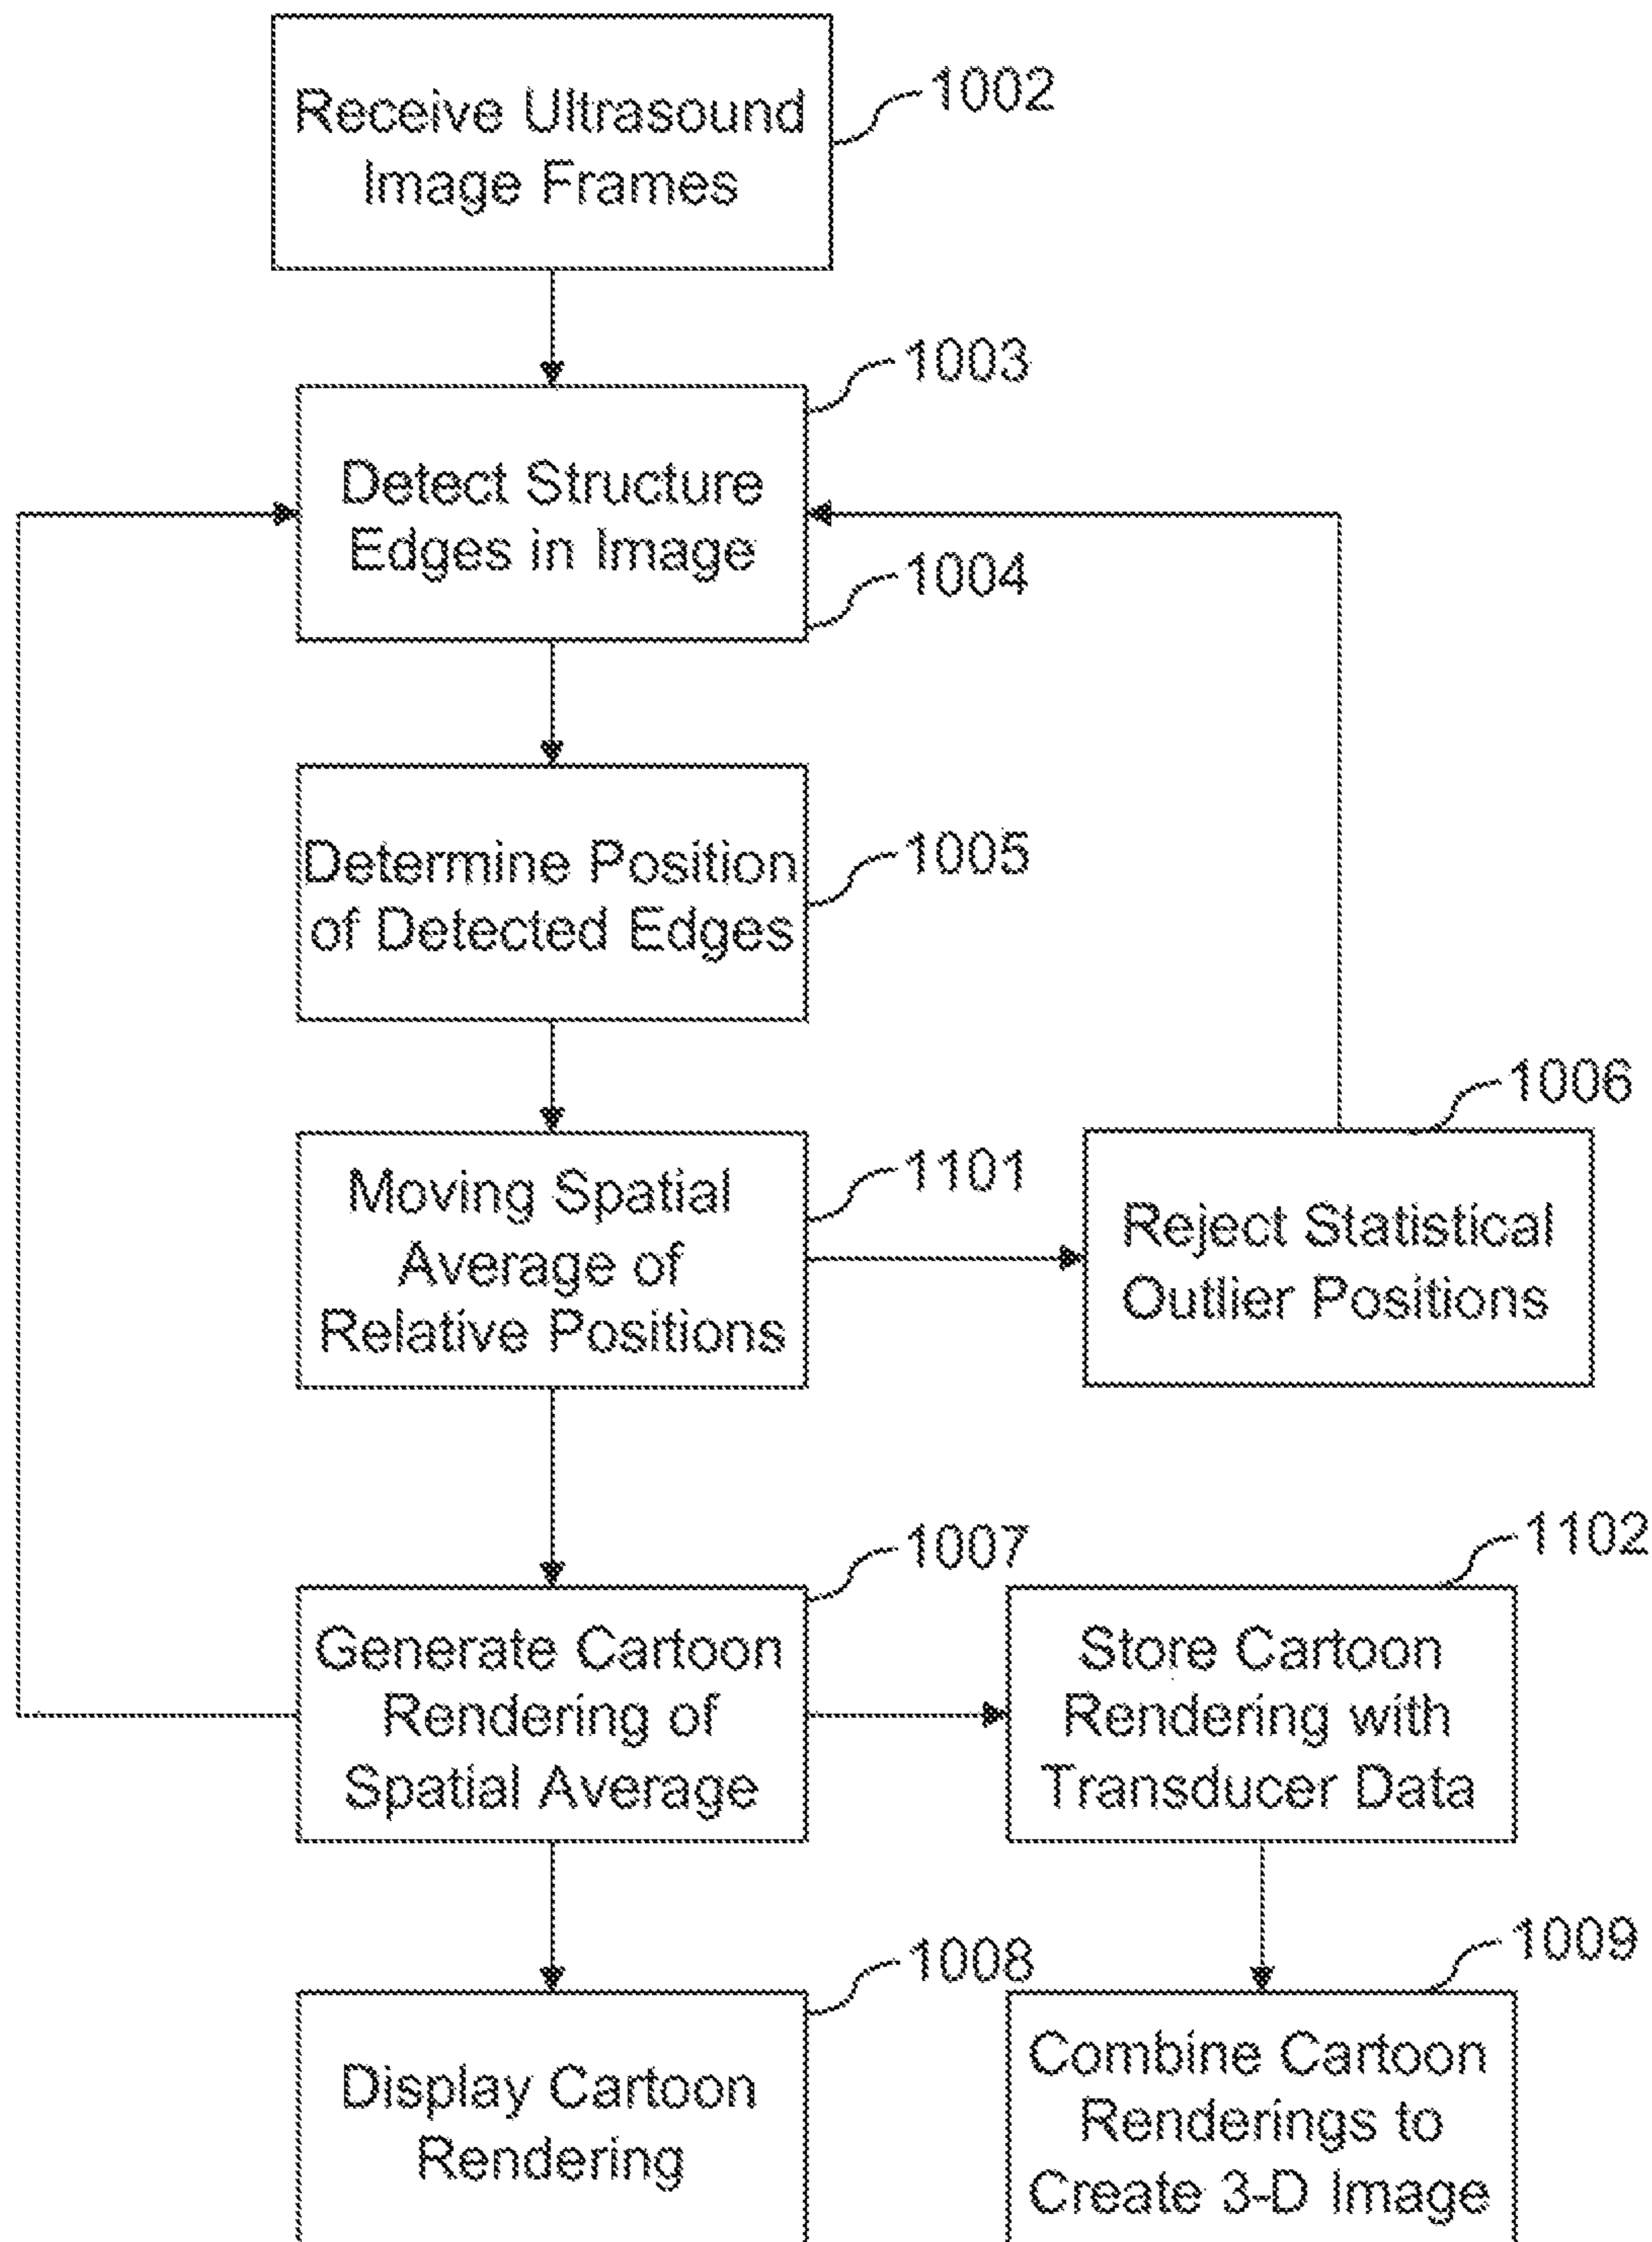 Receive Ultrasound
Image Frames
1002
1003
Detect Structure
Edges in Image
1004
Determine Position
of Detected Edges
1005
Moving Spatial
Average of
Relative Positions
1101
1006
Reject Statistical
Outlier Positions
1007
Generate Cartoon
Rendering of
Spatial Average
1102
Store Cartoon
Rendering with
Transducer Data
1008
Display Cartoon
Rendering
1009
Combine Cartoon
Renderings to
Create 3-D Image